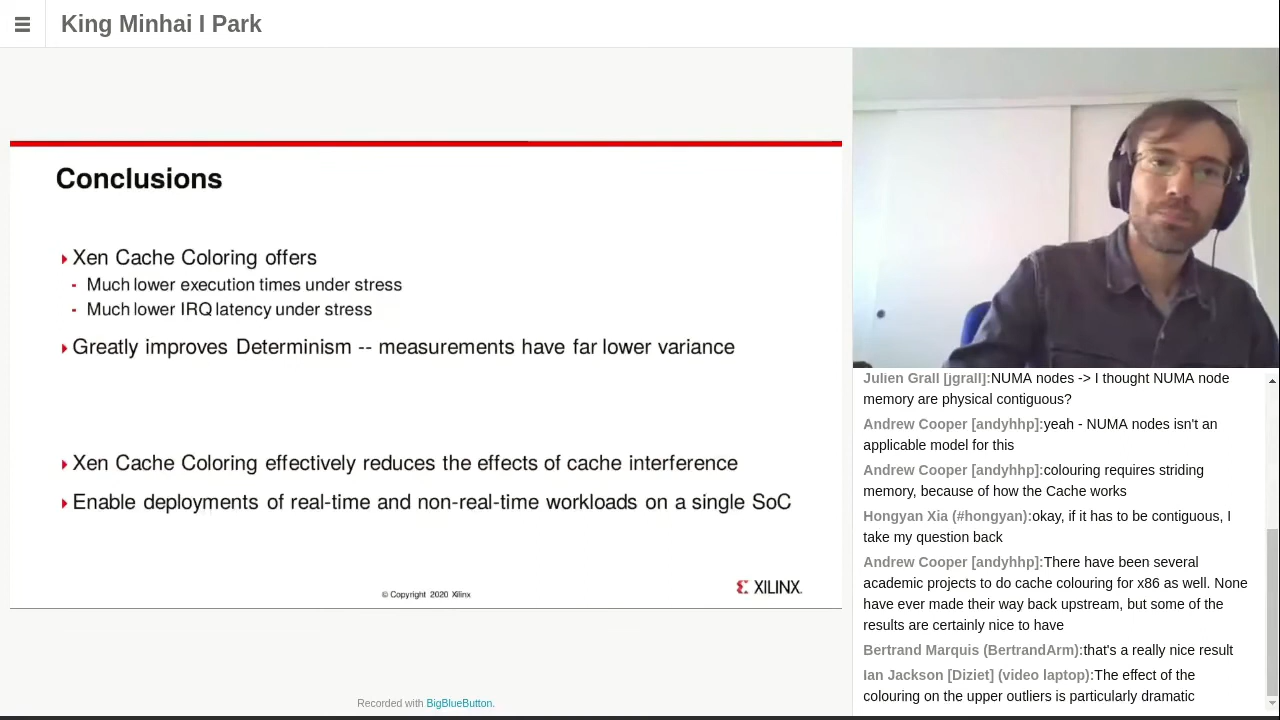 King Minhai I Park
Conclusions
Xen Cache Coloring offers
- Much lower execution times under stress
- Much lower IRQ latency under stress
Greatly improves Determinism -- measurements have far lower variance
Xen Cache Coloring effectively reduces the effects of cache interference
Enable deployments of real-time and non-real-time workloads on a single SoC
© Copyright 2020 Xilinx
XILINX.
Recorded with BigBlueButton.
Julien Grall [jgrall]:NUMA nodes -> I thought NUMA node
memory are physical contiguous?
Andrew Cooper [andyhhp]:yeah - NUMA nodes isn't an
applicable model for this
Andrew Cooper [andyhhp]:colouring requires striding
memory, because of how the Cache works
Hongyan Xia (#hongyan):okay, if it has to be contiguous, I
take my question back
Andrew Cooper [andyhhp]:There have been several
academic projects to do cache colouring for x86 as well. None
have ever made their way back upstream, but some of the
results are certainly nice to have
Bertrand Marquis (BertrandArm):that's a really nice result
Ian Jackson [Diziet] (video laptop):The effect of the
colouring on the upper outliers is particularly dramatic